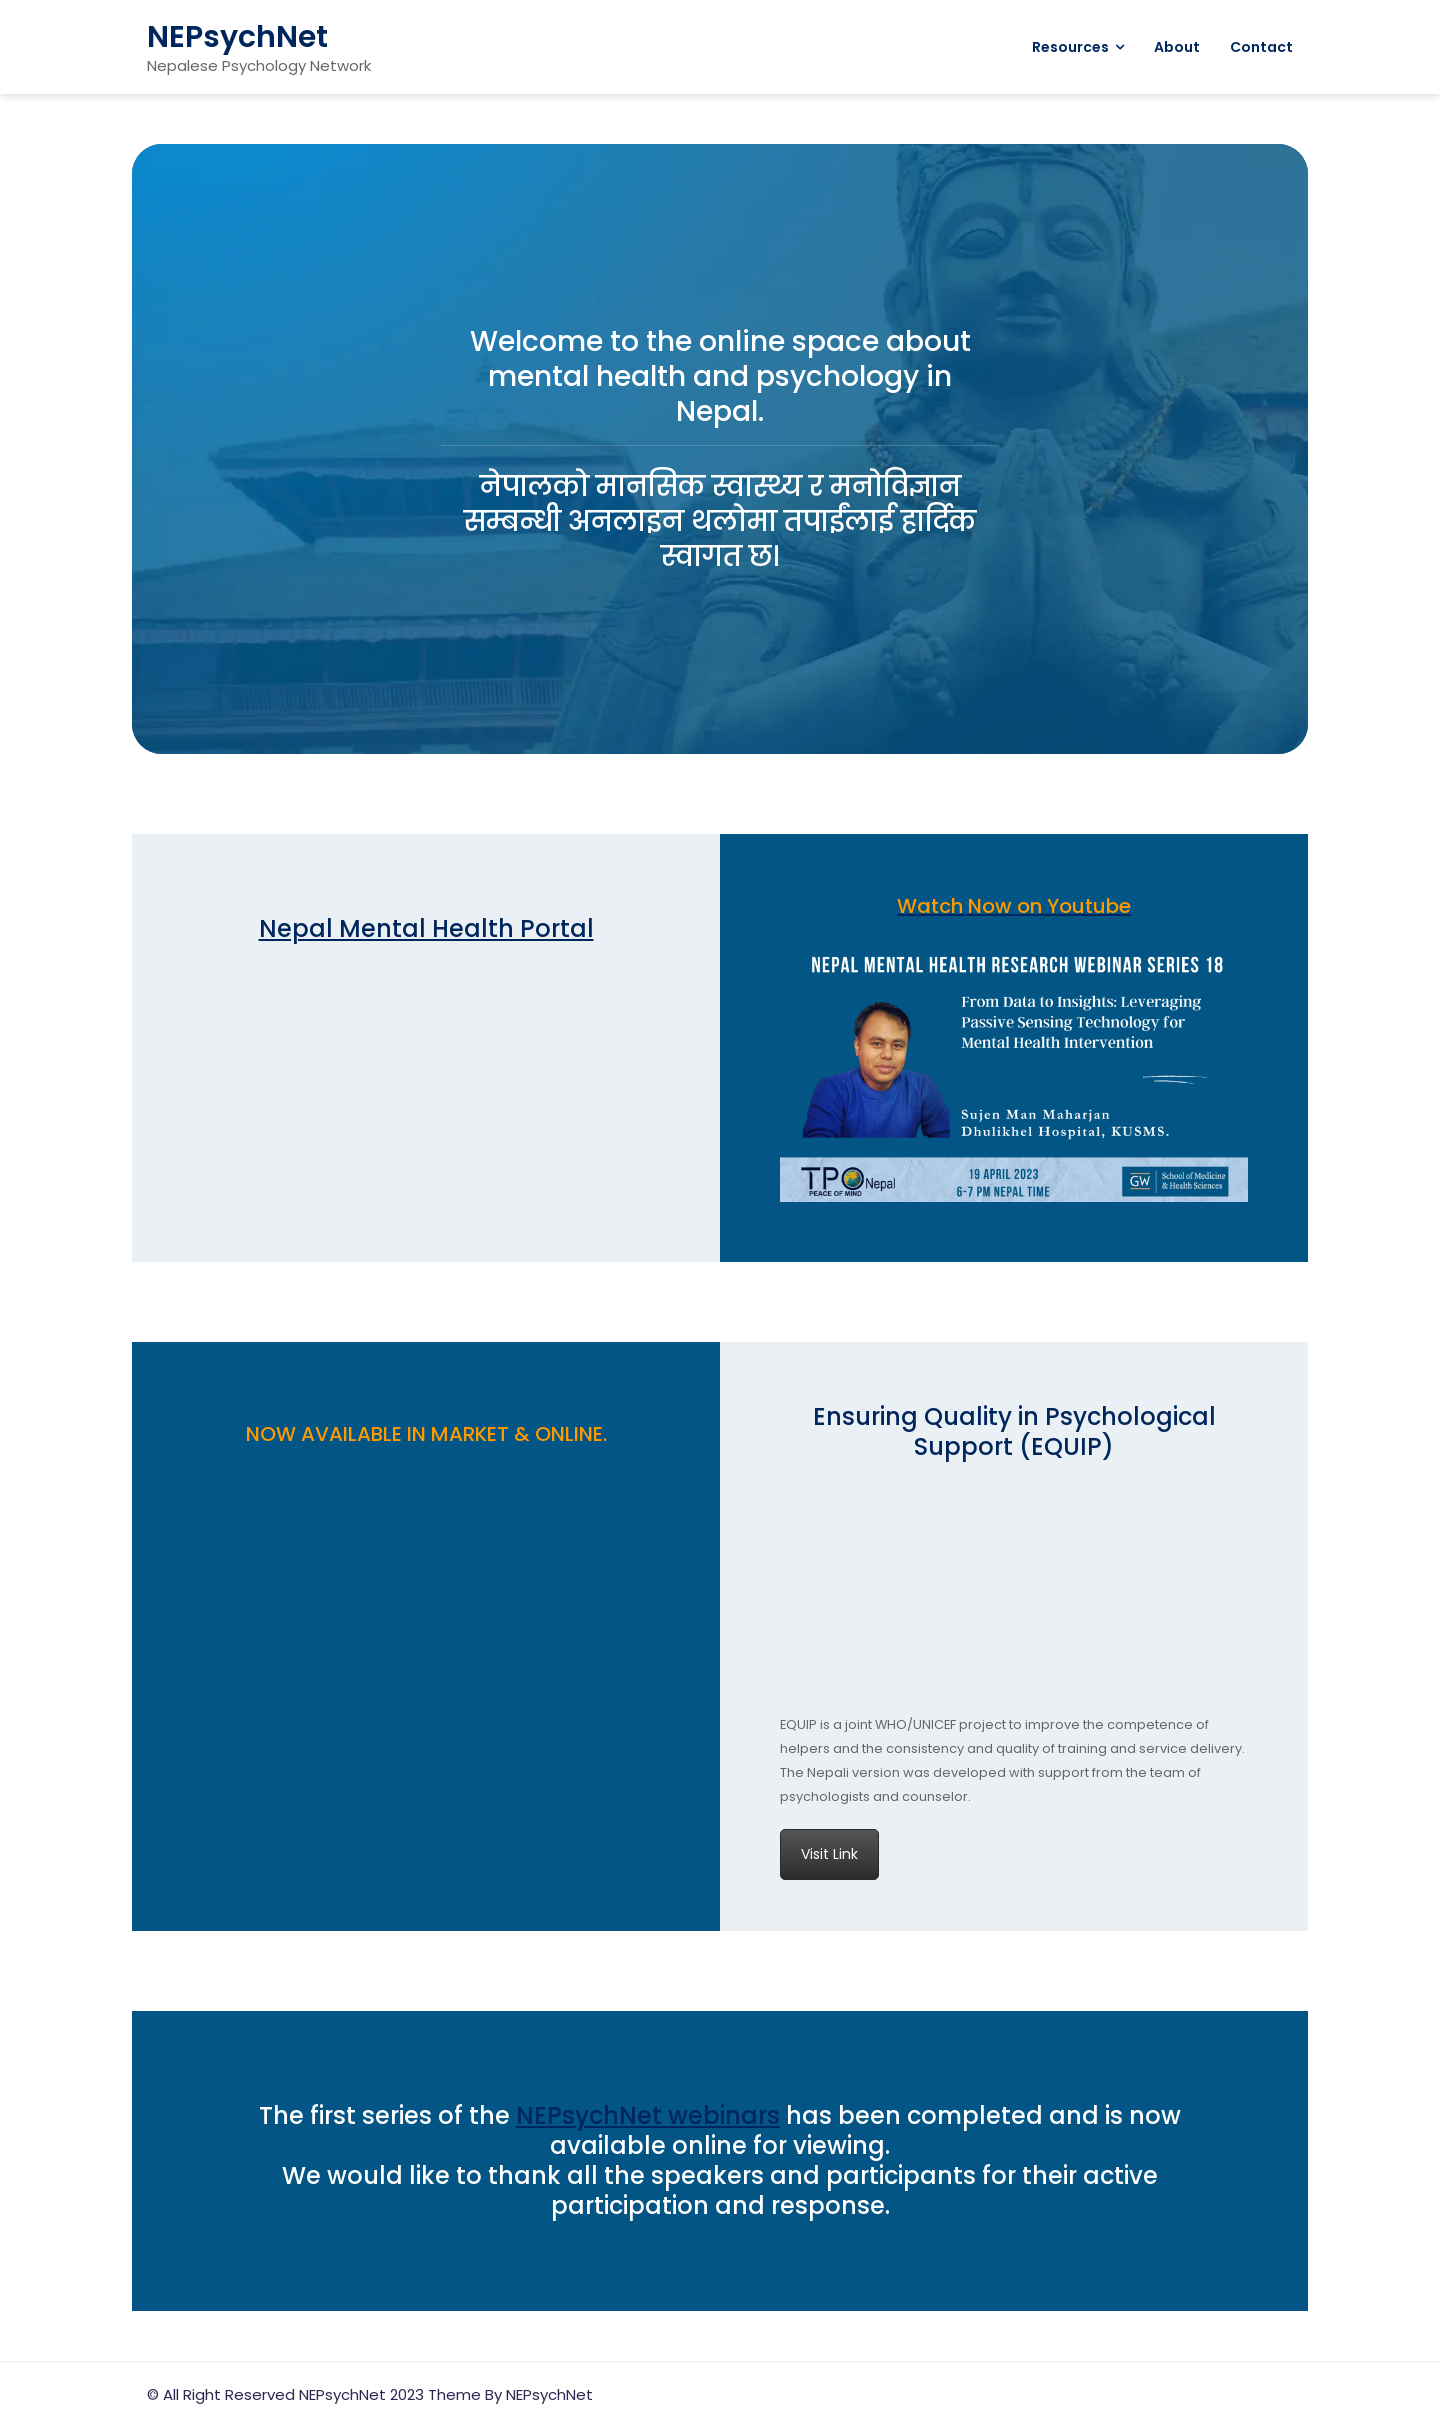 NEPsychNet
Nepalese Psychology Network
Resources
About
Contact
Welcome to the online space about
mental health and psychology in
Nepal.
नेपालको मानसिक स्वास्थ्य र मनोविज्ञान
सम्बन्धी अनलाइन थलोमा तपाईंलाई हार्दिक
स्वागत छ।
Nepal Mental Health Portal
Watch Now on Youtube
NEPAL MENTAL HEALTH RESEARCH WEBINAR SERIES 18
From Data to Insights: Leveraging
Passive Sensing Technology for
Mental Health Intervention
Sujen Man Maharjan
Dhulikhel Hospital, KUSMS.
TPO Nepal
PEACE OF MIND
19 APRIL 2023
6-7 PM NEPAL TIME
GW
School of Medicine
& Health Sciences
NOW AVAILABLE IN MARKET & ONLINE.
Ensuring Quality in Psychological
Support (EQUIP)
EQUIP is a joint WHO/UNICEF project to improve the competence of
helpers and the consistency and quality of training and service delivery.
The Nepali version was developed with support from the team of
psychologists and counselor.
Visit Link
The first series of the NEPsychNet webinars has been completed and is now
available online for viewing.
We would like to thank all the speakers and participants for their active
participation and response.
© All Right Reserved NEPsychNet 2023 Theme By NEPsychNet